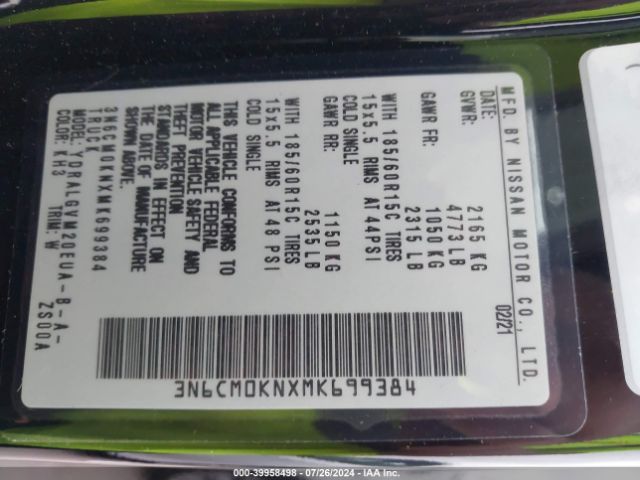 MFD. BY NISSAN MOTOR CO., LTD.
DATE: 02/21
GVWR: 2165 KG
4773 LB
GAWR FR: 1050 KG
2315 LB
WITH 185/60R15C TIRES
15x5.5 RIMS AT 44PSI
COLD SINGLE
GAWR RR: 1150 KG
2535 LB
WITH 185/60R15C TIRES
15x5.5 RIMS AT 48 PSI
COLD SINGLE
THIS VEHICLE CONFORMS TO
ALL APPLICABLE FEDERAL
MOTOR VEHICLE SAFETY AND
THEFT PREVENTION
STANDARDS IN EFFECT ON
THE DATE OF MANUFACTURE
SHOWN ABOVE.
3N6CM0KNXMK699384
TRUCK
MODEL: YDRALGVM20EUA-B-A-
COLOR: KH3 TRIM: W ZS00A
3N6CM0KNXMK699384
000-39958498 - 07/26/2024 - IAA Inc.